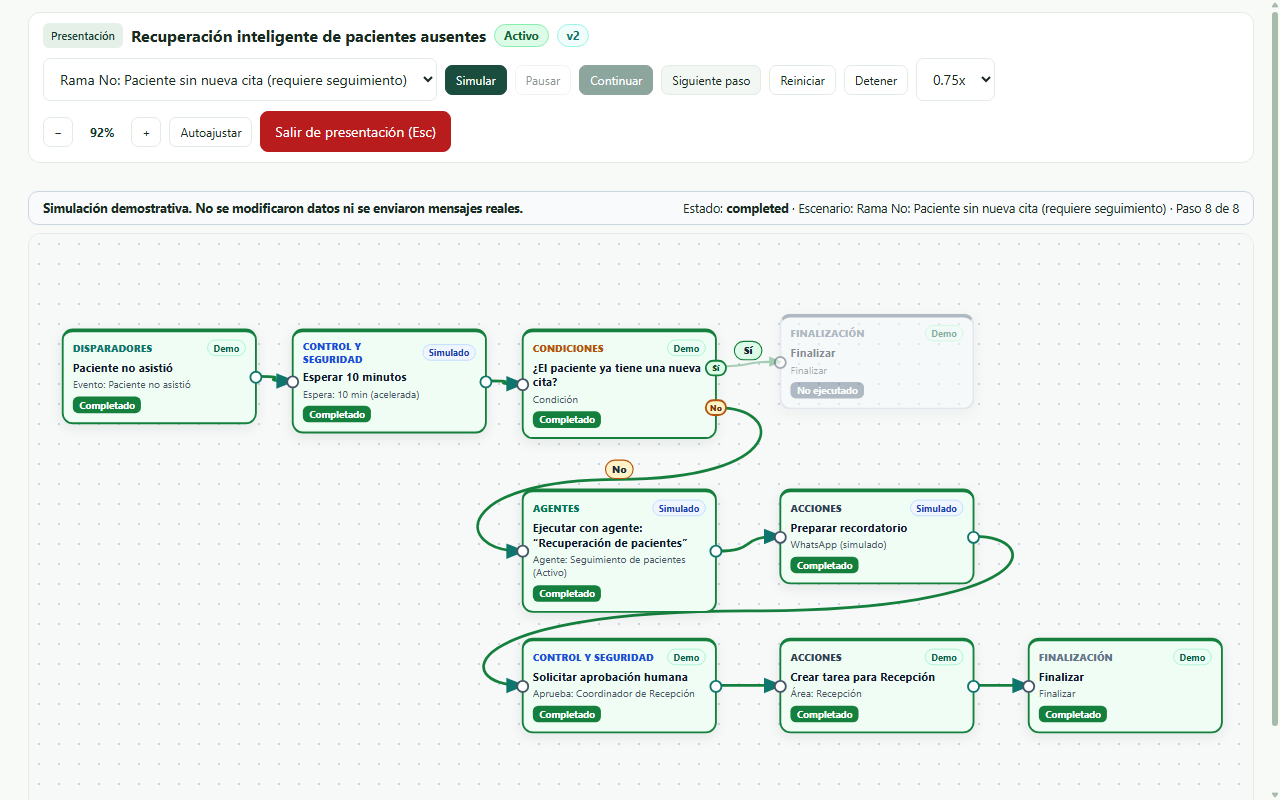 Presentación Recuperación inteligente de pacientes ausentes Activo v2
Rama No: Paciente sin nueva cita (requiere seguimiento) Simular Pausar Continuar Siguiente paso Reiniciar Detener 0.75x
− 92% + Autoajustar Salir de presentación (Esc)
Simulación demostrativa. No se modificaron datos ni se enviaron mensajes reales. Estado: completed · Escenario: Rama No: Paciente sin nueva cita (requiere seguimiento) · Paso 8 de 8
DISPARADORES Demo
Paciente no asistió
Evento: Paciente no asistió
Completado
CONTROL Y
SEGURIDAD
Simulado
Esperar 10 minutos
Espera: 10 min (acelerada)
Completado
CONDICIONES Demo
¿El paciente ya tiene una nueva
cita?
Condición
Completado
Sí
No
Sí
FINALIZACIÓN Demo
Finalizar
Finalizar
No ejecutado
No
AGENTES Simulado
Ejecutar con agente:
“Recuperación de pacientes”
Agente: Seguimiento de pacientes
(Activo)
Completado
ACCIONES Simulado
Preparar recordatorio
WhatsApp (simulado)
Completado
CONTROL Y SEGURIDAD Demo
Solicitar aprobación humana
Aprueba: Coordinador de Recepción
Completado
ACCIONES Demo
Crear tarea para Recepción
Área: Recepción
Completado
FINALIZACIÓN Demo
Finalizar
Finalizar
Completado